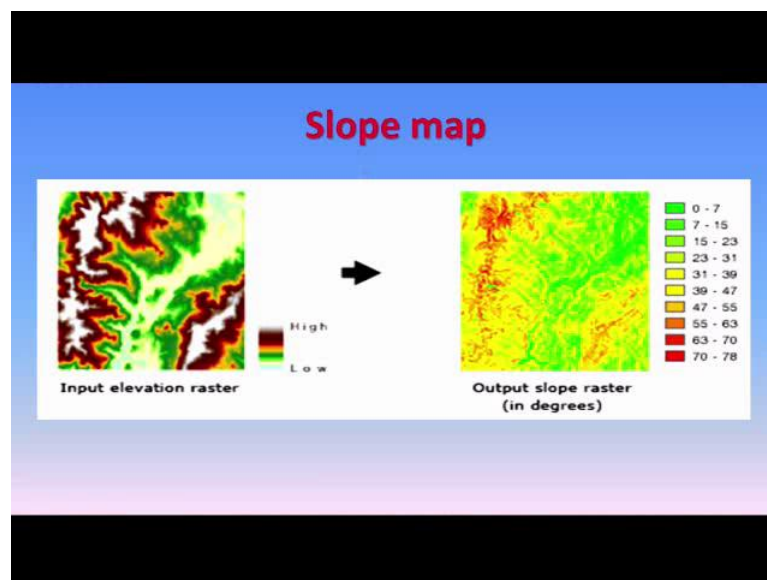 Slope map
High
Low
Input elevation raster
0 - 7
7 - 15
15 - 23
23 - 31
31 - 39
39 - 47
47 - 55
55 - 63
63 - 70
70 - 78
Output slope raster
(in degrees)